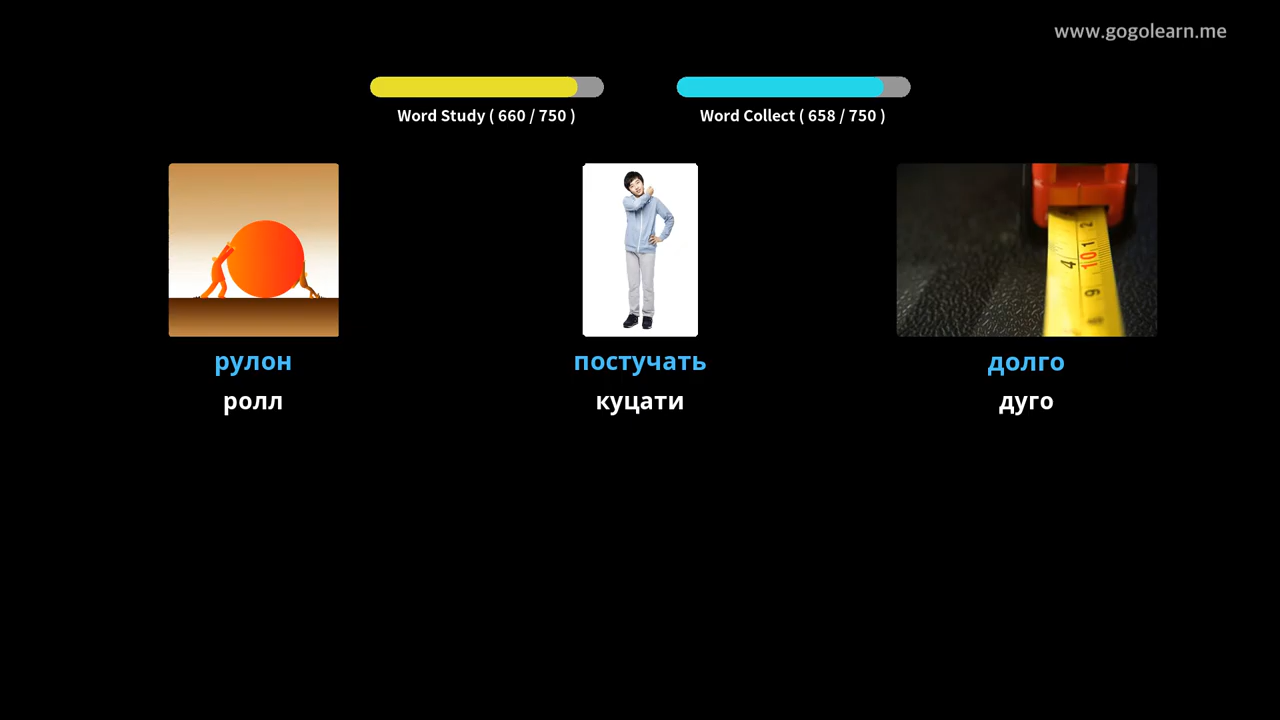 www.gogolearn.me
Word Study ( 660 / 750 )
Word Collect ( 658 / 750 )
рулон
постучать
долго
ролл
куцати
дуго